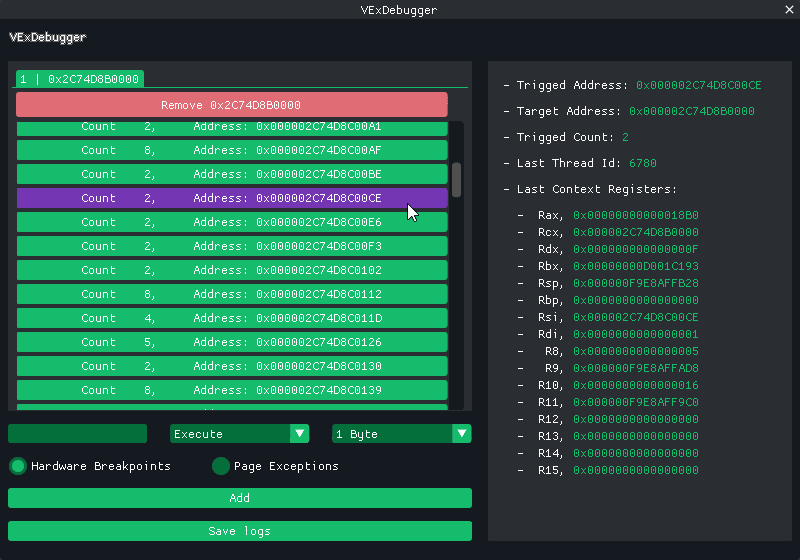 VExDebugger
VExDebugger
1 | 0x2C74D8B0000
Remove 0x2C74D8B0000
Count 2, Address: 0x000002C74D8C00A1
Count 8, Address: 0x000002C74D8C00AF
Count 2, Address: 0x000002C74D8C00BE
Count 2, Address: 0x000002C74D8C00CE
Count 2, Address: 0x000002C74D8C00E6
Count 2, Address: 0x000002C74D8C00F3
Count 2, Address: 0x000002C74D8C0102
Count 8, Address: 0x000002C74D8C0112
Count 4, Address: 0x000002C74D8C011D
Count 5, Address: 0x000002C74D8C0126
Count 2, Address: 0x000002C74D8C0130
Count 8, Address: 0x000002C74D8C0139
Execute
1 Byte
Hardware Breakpoints
Page Exceptions
Add
Save logs
- Trigged Address: 0x000002C74D8C00CE
- Target Address: 0x000002C74D8B0000
- Trigged Count: 2
- Last Thread Id: 6780
- Last Context Registers:
- Rax, 0x00000000000018B0
- Rcx, 0x000002C74D8B0000
- Rdx, 0x000000000000000F
- Rbx, 0x00000000D001C193
- Rsp, 0x000000F9E8AFFB28
- Rbp, 0x0000000000000000
- Rsi, 0x000002C74D8C00CE
- Rdi, 0x0000000000000001
- R8, 0x0000000000000005
- R9, 0x000000F9E8AFFAD8
- R10, 0x0000000000000016
- R11, 0x000000F9E8AFF9C0
- R12, 0x0000000000000000
- R13, 0x0000000000000000
- R14, 0x0000000000000000
- R15, 0x0000000000000000